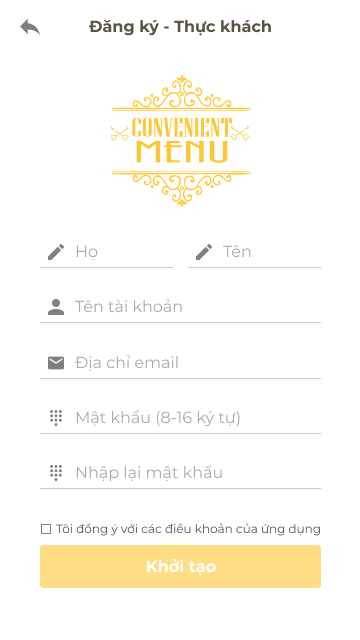 Đăng ký - Thực khách
CONVENIENT
MENU
Họ
Tên
Tên tài khoản
Địa chỉ email
Mật khẩu (8-16 ký tự)
Nhập lại mật khẩu
Tôi đồng ý với các điều khoản của ứng dụng
Khởi tạo